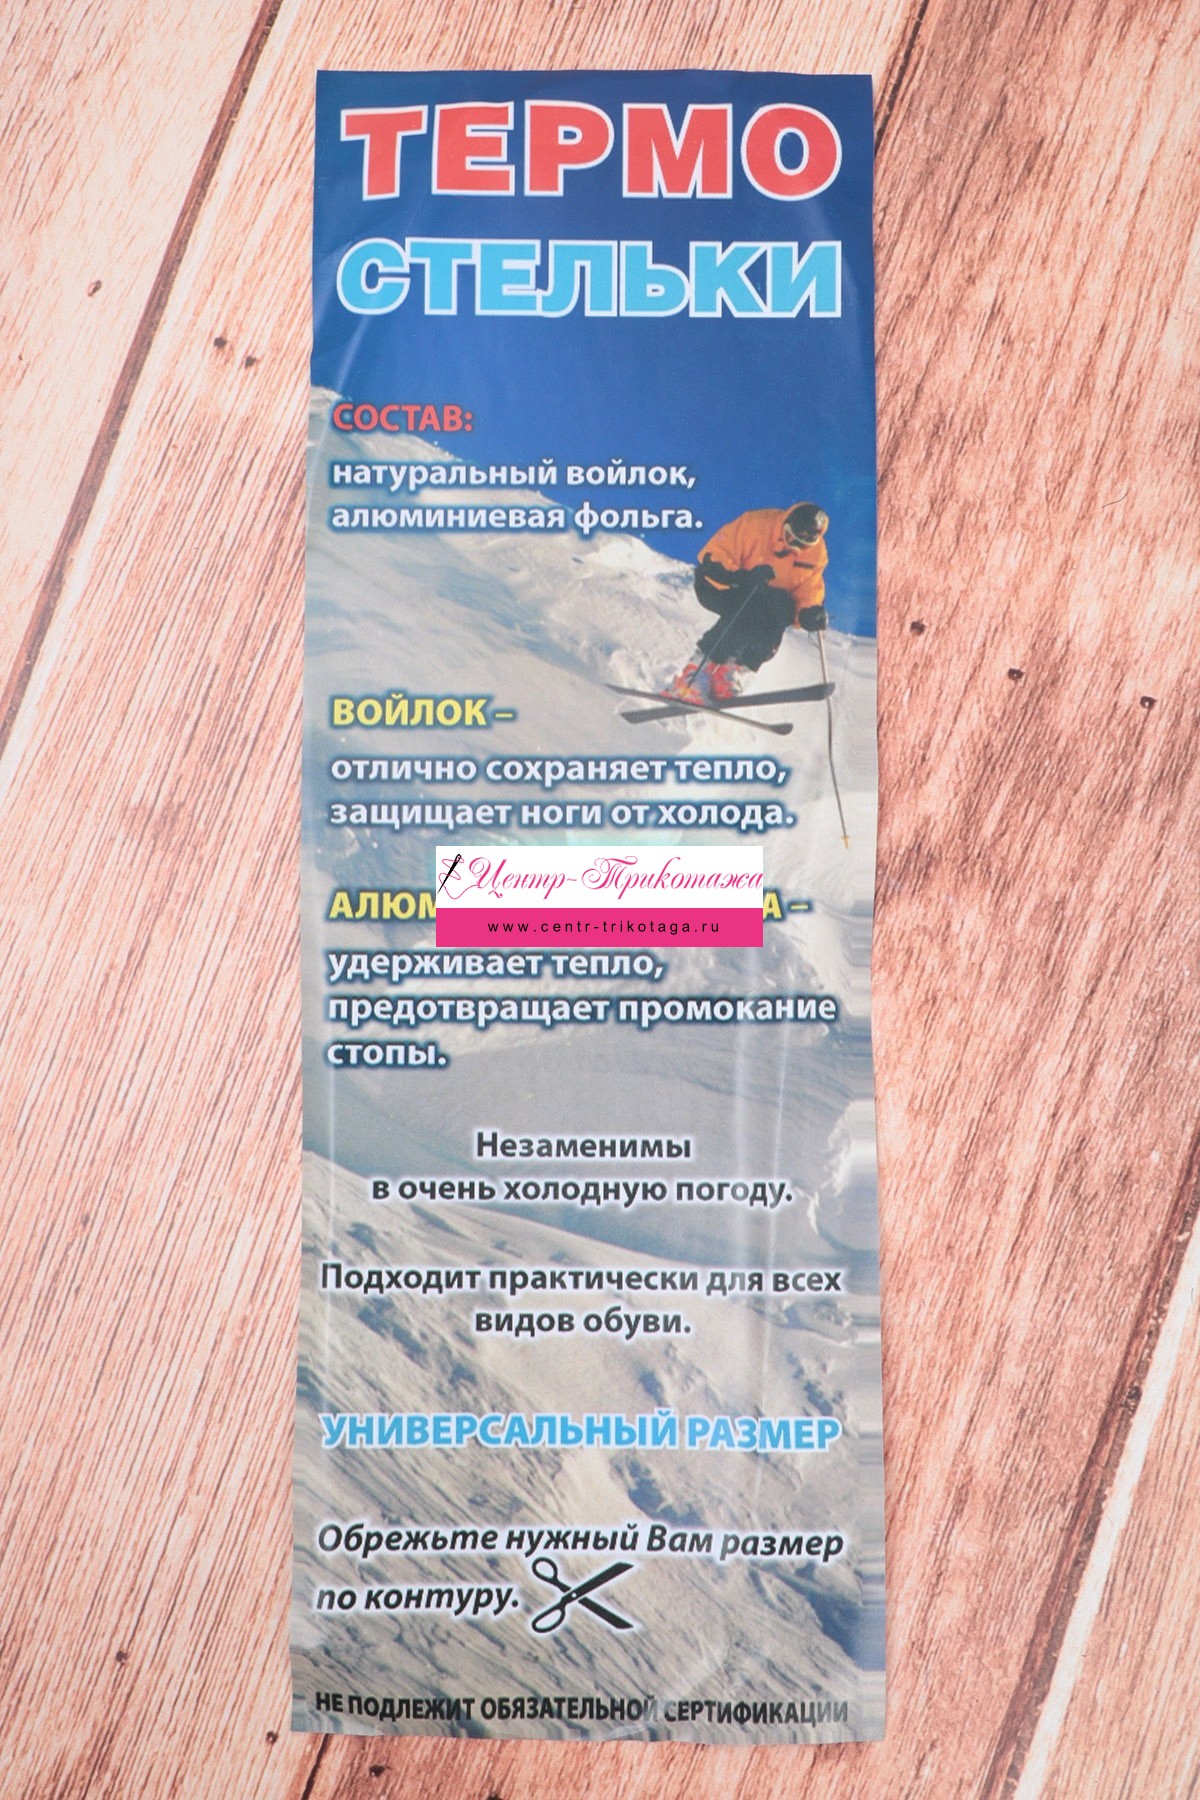 ТЕРМО
СТЕЛЬКИ
СОСТАВ:
натуральный войлок,
алюминиевая фольга.
ВОЙЛОК –
отлично сохраняет тепло,
защищает ноги от холода.
Центр-Трикотажа
www.centr-trikotaga.ru
удерживает тепло,
предотвращает промокание
стопы.
Незаменимы
в очень холодную погоду.
Подходит практически для всех
видов обуви.
УНИВЕРСАЛЬНЫЙ РАЗМЕР
Обрежьте нужный Вам размер
по контуру.
НЕ ПОДЛЕЖИТ ОБЯЗАТЕЛЬНОЙ СЕРТИФИКАЦИИ